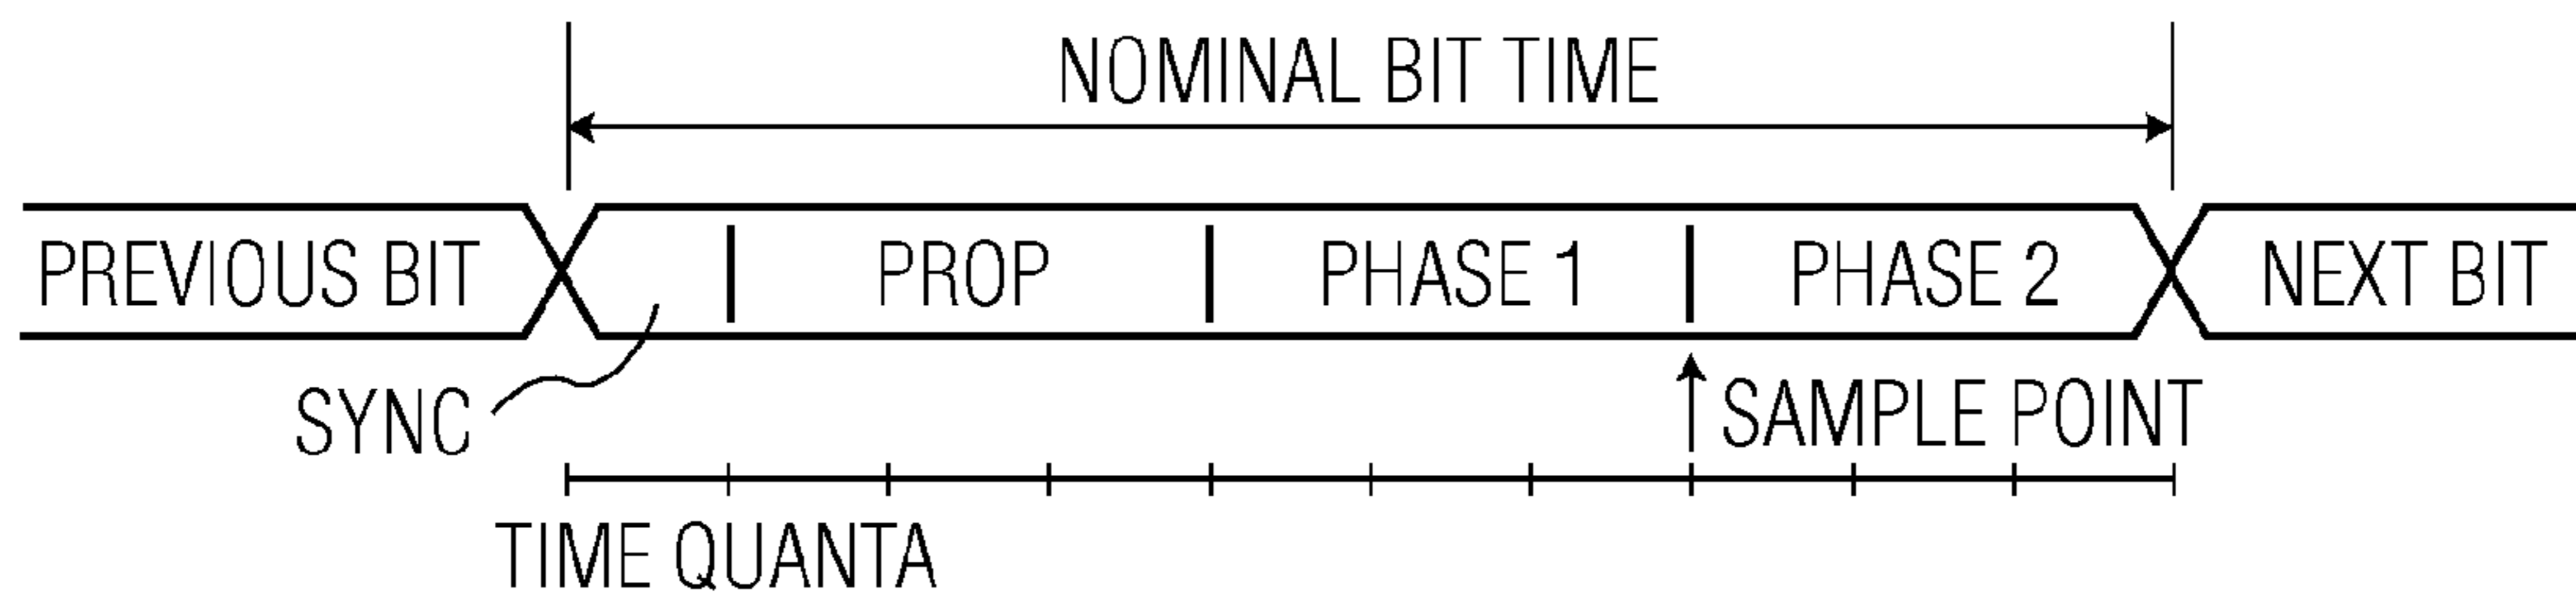 NOMINAL BIT TIME
PREVIOUS BIT PROP PHASE 1 PHASE 2 NEXT BIT
SYNC SAMPLE POINT
TIME QUANTA